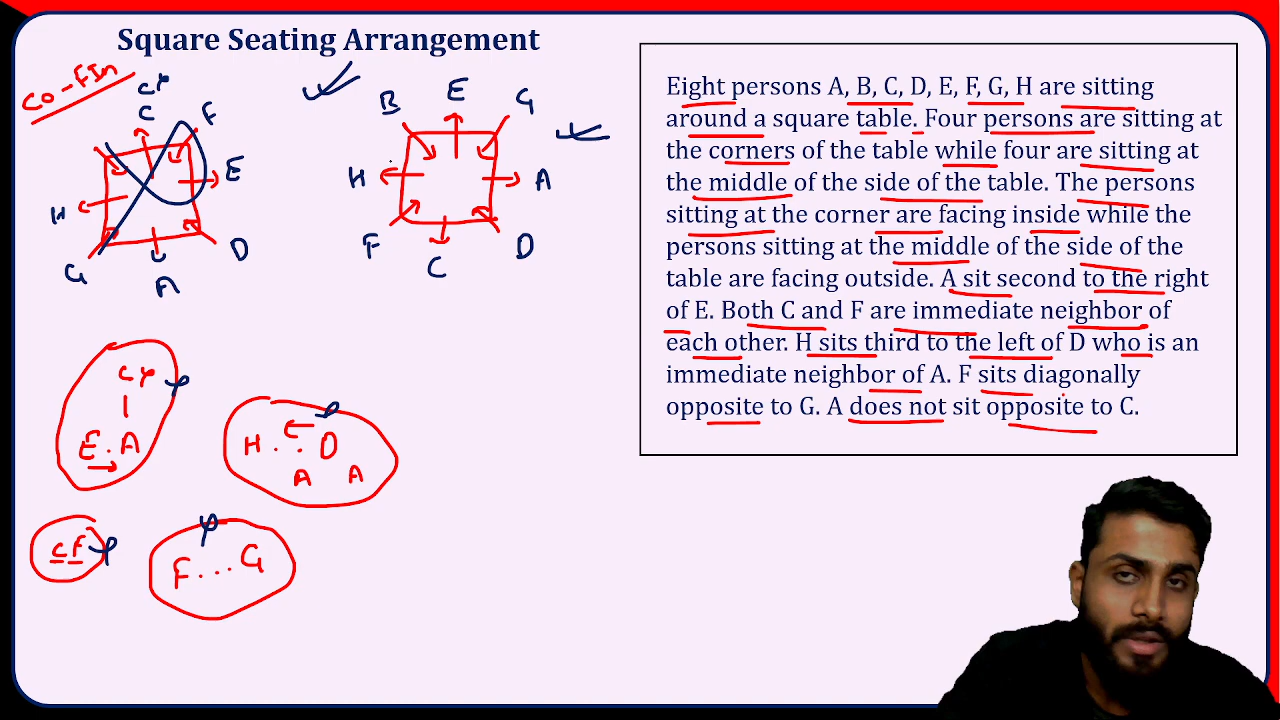 Square Seating Arrangement
CO-FIn
C
C
F
E
H
G
A
D
B
E
G
H
A
F
C
D
C
E . A
H . . D
A A
C F
F . . . G
Eight persons A, B, C, D, E, F, G, H are sitting
around a square table. Four persons are sitting at
the corners of the table while four are sitting at
the middle of the side of the table. The persons
sitting at the corner are facing inside while the
persons sitting at the middle of the side of the
table are facing outside. A sit second to the right
of E. Both C and F are immediate neighbor of
each other. H sits third to the left of D who is an
immediate neighbor of A. F sits diagonally
opposite to G. A does not sit opposite to C.